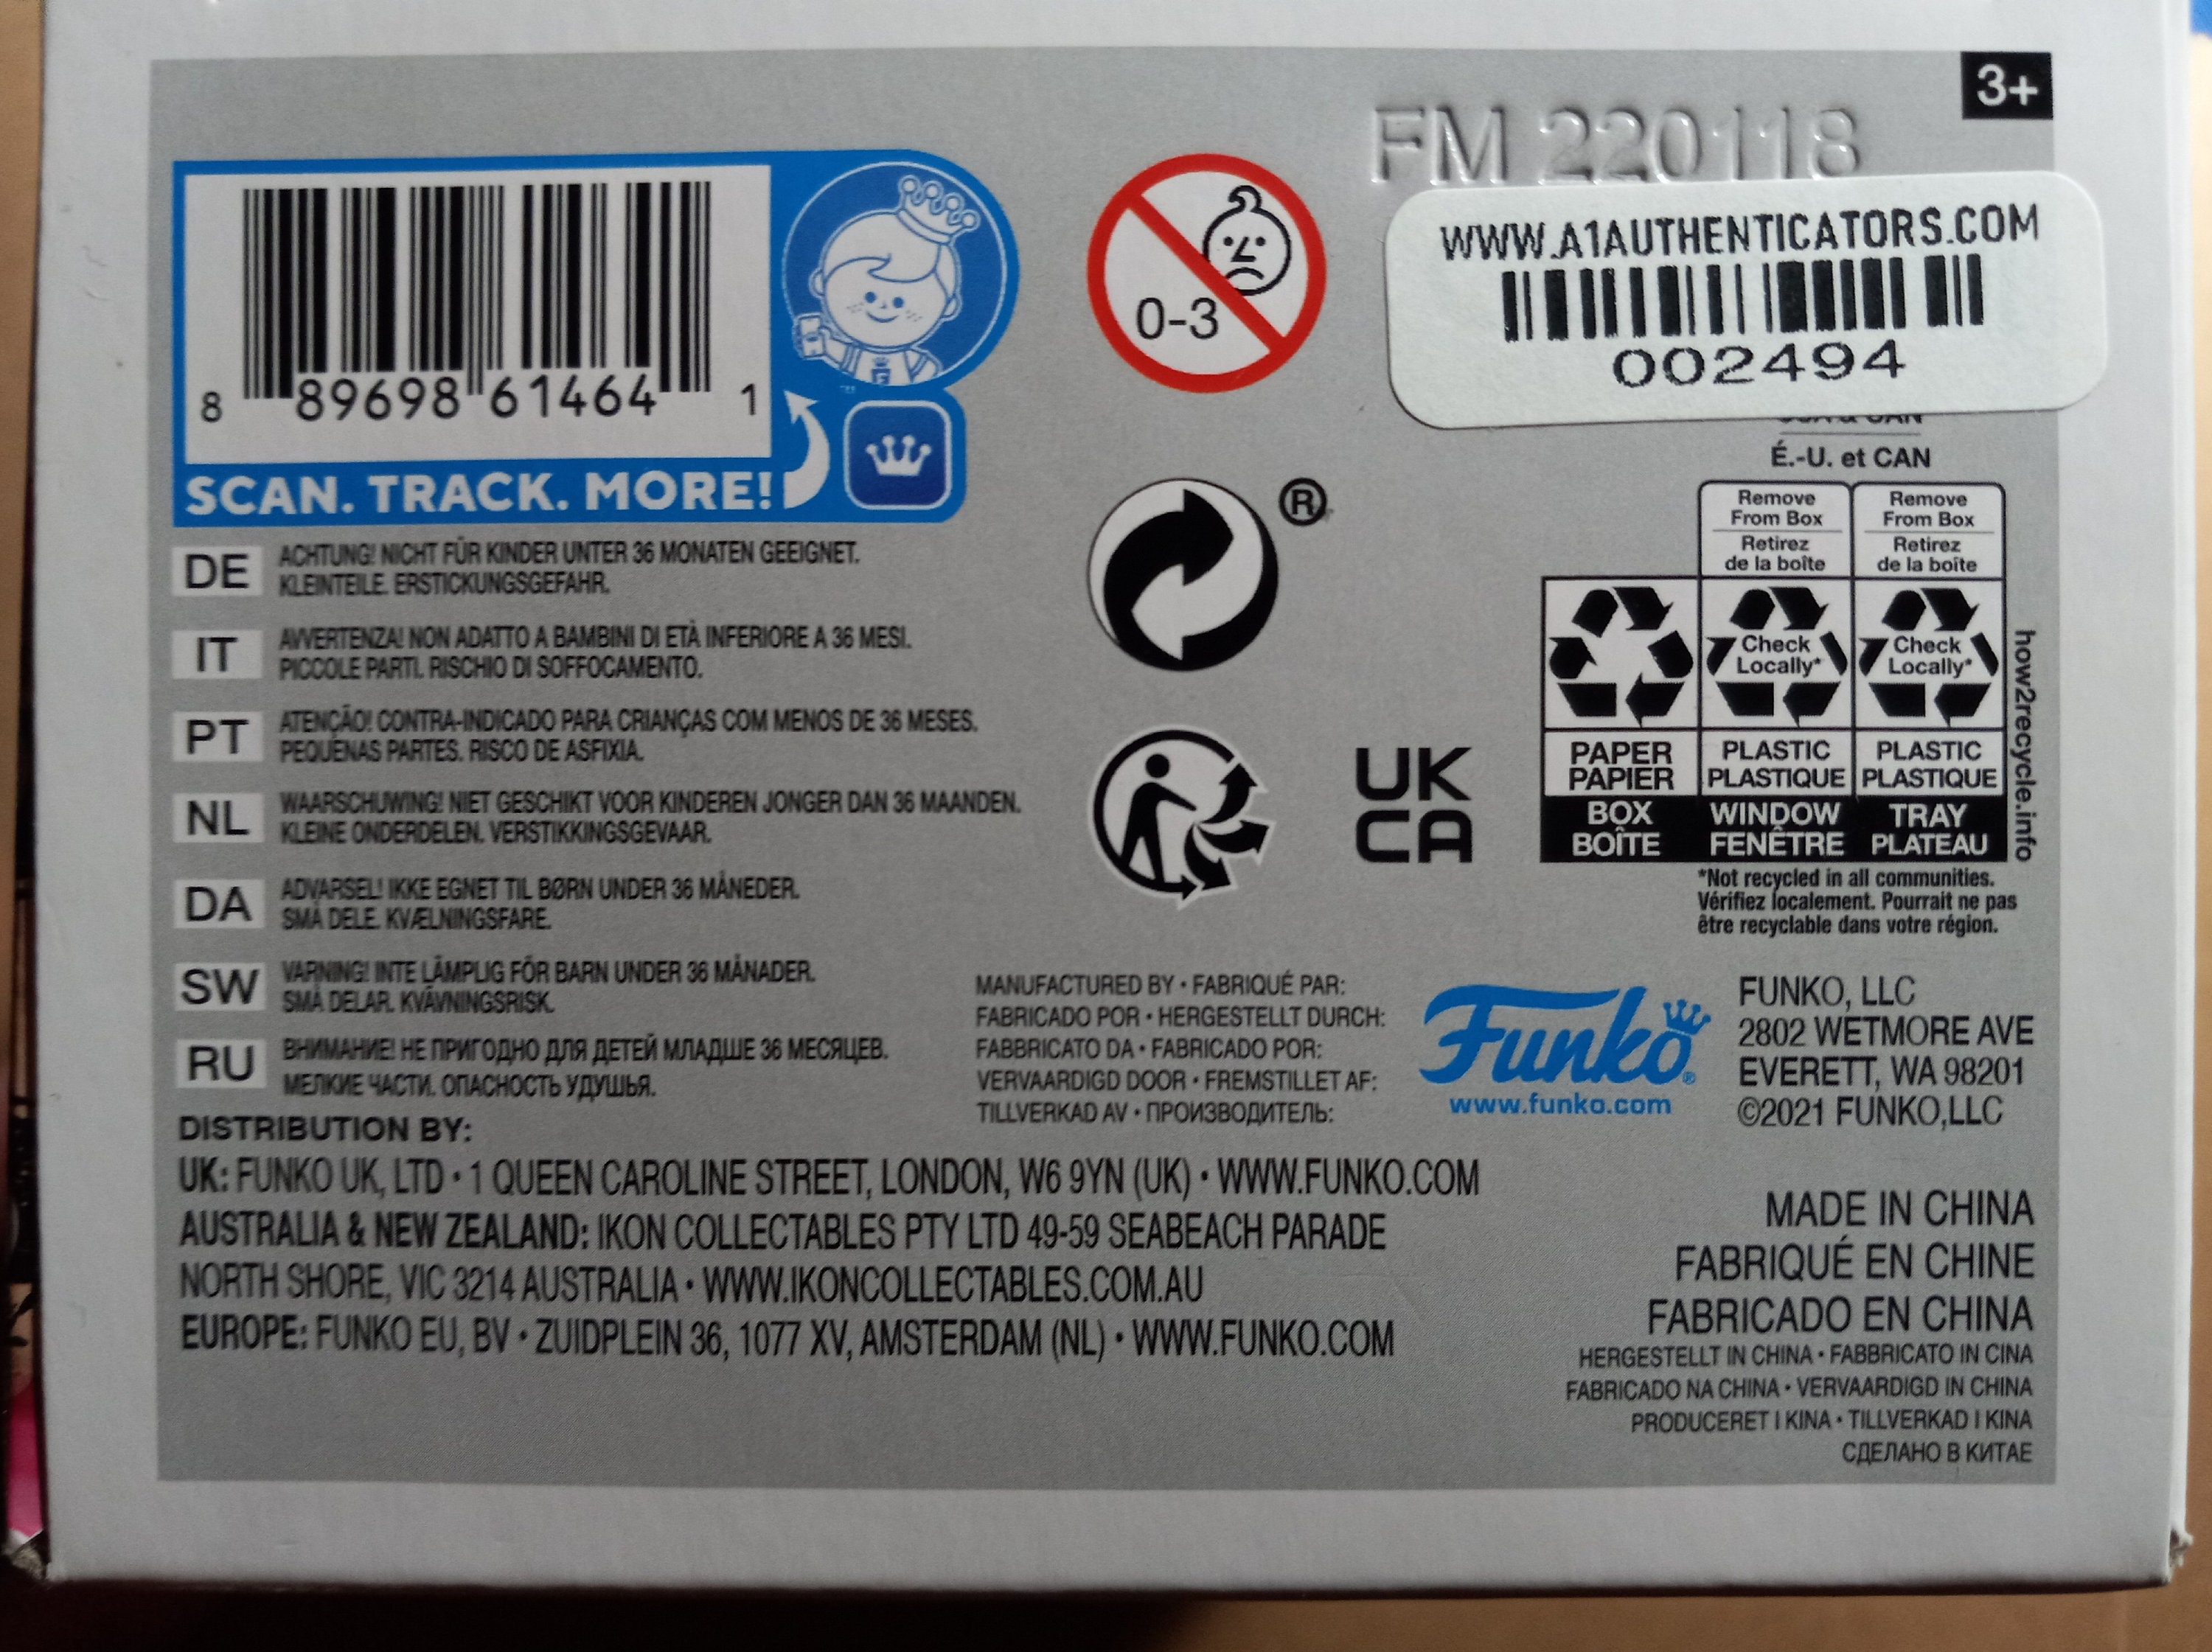 3+
FM 220118
WWW.A1AUTHENTICATORS.COM
002494
8 89698 61464 1
SCAN. TRACK. MORE!
0-3
®
É.-U. et CAN
Remove
From Box
Retirez
de la boîte
Remove
From Box
Retirez
de la boîte
Check
Locally*
Check
Locally*
PAPER
PAPIER
PLASTIC
PLASTIQUE
PLASTIC
PLASTIQUE
BOX
BOÎTE
WINDOW
FENÊTRE
TRAY
PLATEAU
how2recycle.info
*Not recycled in all communities.
Vérifiez localement. Pourrait ne pas
être recyclable dans votre région.
UK
CA
DE ACHTUNG! NICHT FÜR KINDER UNTER 36 MONATEN GEEIGNET.
KLEINTEILE. ERSTICKUNGSGEFAHR.
IT AVVERTENZA! NON ADATTO A BAMBINI DI ETÀ INFERIORE A 36 MESI.
PICCOLE PARTI. RISCHIO DI SOFFOCAMENTO.
PT ATENÇÃO! CONTRA-INDICADO PARA CRIANÇAS COM MENOS DE 36 MESES.
PEQUENAS PARTES. RISCO DE ASFIXIA.
NL WAARSCHUWING! NIET GESCHIKT VOOR KINDEREN JONGER DAN 36 MAANDEN.
KLEINE ONDERDELEN. VERSTIKKINGSGEVAAR.
DA ADVARSEL! IKKE EGNET TIL BØRN UNDER 36 MÅNEDER.
SMÅ DELE. KVÆLNINGSFARE.
SW VARNING! INTE LÄMPLIG FÖR BARN UNDER 36 MÅNADER.
SMÅ DELAR. KVÄVNINGSRISK.
RU ВНИМАНИЕ! НЕ ПРИГОДНО ДЛЯ ДЕТЕЙ МЛАДШЕ 36 МЕСЯЦЕВ.
МЕЛКИЕ ЧАСТИ. ОПАСНОСТЬ УДУШЬЯ.
MANUFACTURED BY • FABRIQUÉ PAR:
FABRICADO POR • HERGESTELLT DURCH:
FABBRICATO DA • FABRICADO POR:
VERVAARDIGD DOOR • FREMSTILLET AF:
TILLVERKAD AV • ПРОИЗВОДИТЕЛЬ:
Funko®
www.funko.com
FUNKO, LLC
2802 WETMORE AVE
EVERETT, WA 98201
©2021 FUNKO,LLC
DISTRIBUTION BY:
UK: FUNKO UK, LTD • 1 QUEEN CAROLINE STREET, LONDON, W6 9YN (UK) • WWW.FUNKO.COM
AUSTRALIA & NEW ZEALAND: IKON COLLECTABLES PTY LTD 49-59 SEABEACH PARADE
NORTH SHORE, VIC 3214 AUSTRALIA • WWW.IKONCOLLECTABLES.COM.AU
EUROPE: FUNKO EU, BV • ZUIDPLEIN 36, 1077 XV, AMSTERDAM (NL) • WWW.FUNKO.COM
MADE IN CHINA
FABRIQUÉ EN CHINE
FABRICADO EN CHINA
HERGESTELLT IN CHINA • FABBRICATO IN CINA
FABRICADO NA CHINA • VERVAARDIGD IN CHINA
PRODUCERET I KINA • TILLVERKAD I KINA
СДЕЛАНО В КИТАЕ